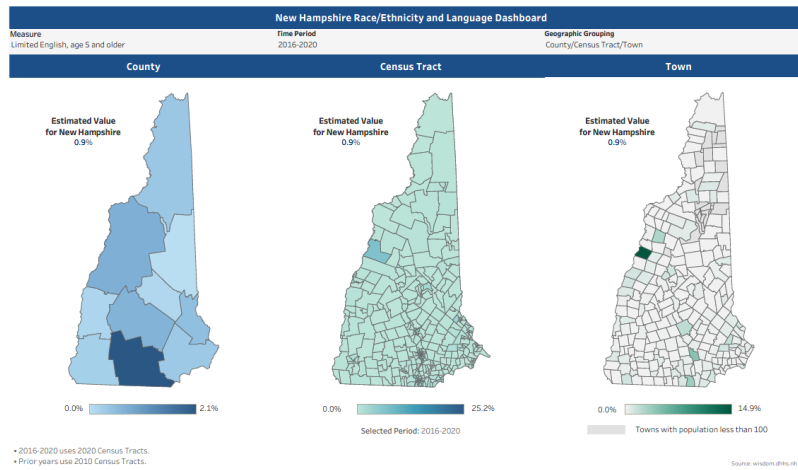 New Hampshire Race/Ethnicity and Language Dashboard
Measure
Limited English, age 5 and older
Time Period
2016-2020
Geographic Grouping
County/Census Tract/Town
County
Census Tract
Town
Estimated Value
for New Hampshire
0.9%
Estimated Value
for New Hampshire
0.9%
Estimated Value
for New Hampshire
0.9%
0.0%
2.1%
0.0%
25.2%
0.0%
14.9%
Selected Period: 2016-2020
Towns with population less than 100
• 2016-2020 uses 2020 Census Tracts.
• Prior years use 2010 Census Tracts.
Source: wisdom.dhhs.nh